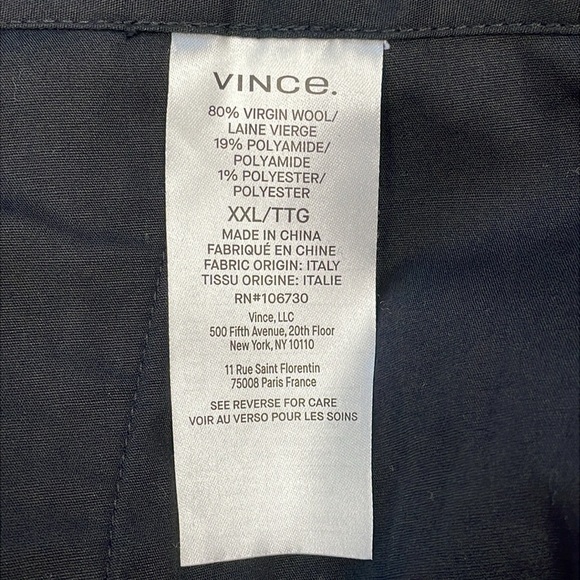 VINCE.
80% VIRGIN WOOL/
LAINE VIERGE
19% POLYAMIDE/
POLYAMIDE
1% POLYESTER/
POLYESTER
XXL/TTG
MADE IN CHINA
FABRIQUÉ EN CHINE
FABRIC ORIGIN: ITALY
TISSU ORIGINE: ITALIE
RN#106730
Vince, LLC
500 Fifth Avenue, 20th Floor
New York, NY 10110
11 Rue Saint Florentin
75008 Paris France
SEE REVERSE FOR CARE
VOIR AU VERSO POUR LES SOINS